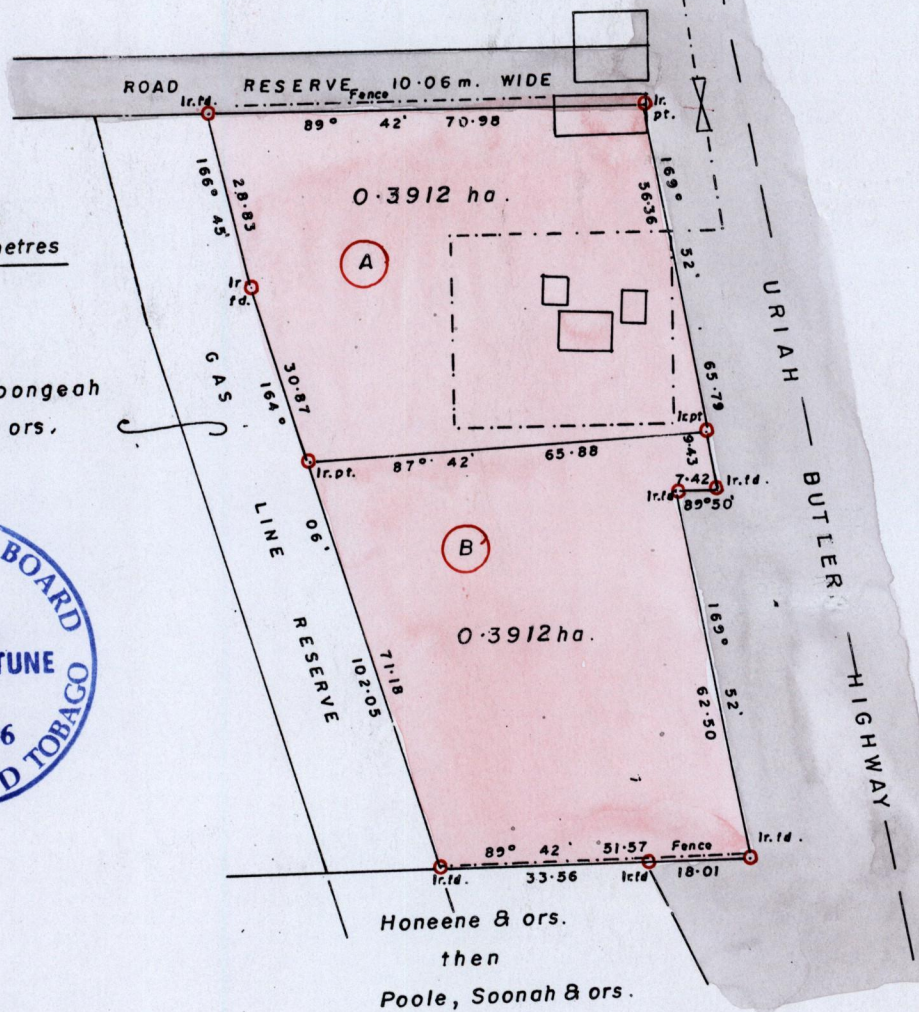 ROAD RESERVE 10·06 m. WIDE
Ir.fd. Fence Ir. pt.
89° 42' 70·98
166° 45' 28·83
169° 52'
56·36
0·3912 ha.
etres
A
Ir fd.
65·79
URIAH BUTLER HIGHWAY
oongeah
ors.
GAS LINE RESERVE
30·87
164° 06'
Ir.pt.
87° 42' 65·88
Ir.pt.
9·43
7·42
Ir.fd.
Ir.fd.
89°50'
B
0·3912 ha.
71·18
102·05
169° 52'
62·50
BOARD
TUNE
6
D TOBAGO
Ir.fd.
89° 42' 51·57 Fence
Ir.fd. 33·56 Ir.fd 18·01
Honeene & ors.
then
Poole, Soonah & ors.